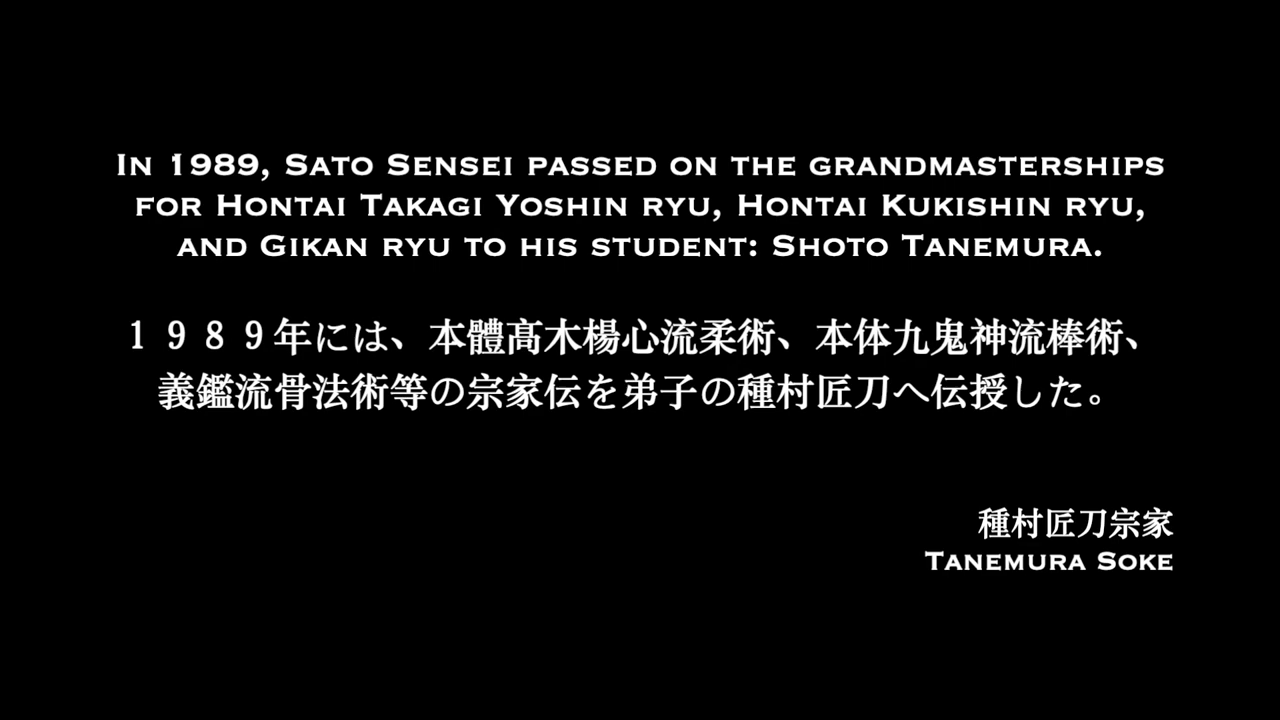 In 1989, Sato Sensei passed on the grandmasterships
for Hontai Takagi Yoshin ryu, Hontai Kukishin ryu,
and Gikan ryu to his student: Shoto Tanemura.
１９８９年には、本體髙木楊心流柔術、本体九鬼神流棒術、
義鑑流骨法術等の宗家伝を弟子の種村匠刀へ伝授した。
種村匠刀宗家
Tanemura Soke